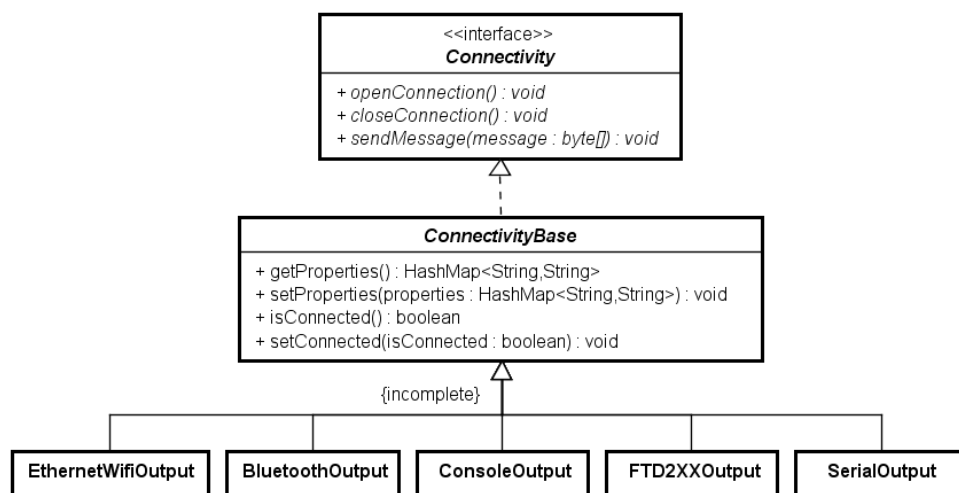 <<interface>>
Connectivity
+ openConnection() : void
+ closeConnection() : void
+ sendMessage(message : byte[]) : void
ConnectivityBase
+ getProperties() : HashMap<String,String>
+ setProperties(properties : HashMap<String,String>) : void
+ isConnected() : boolean
+ setConnected(isConnected : boolean) : void
{incomplete}
EthernetWifiOutput
BluetoothOutput
ConsoleOutput
FTD2XXOutput
SerialOutput